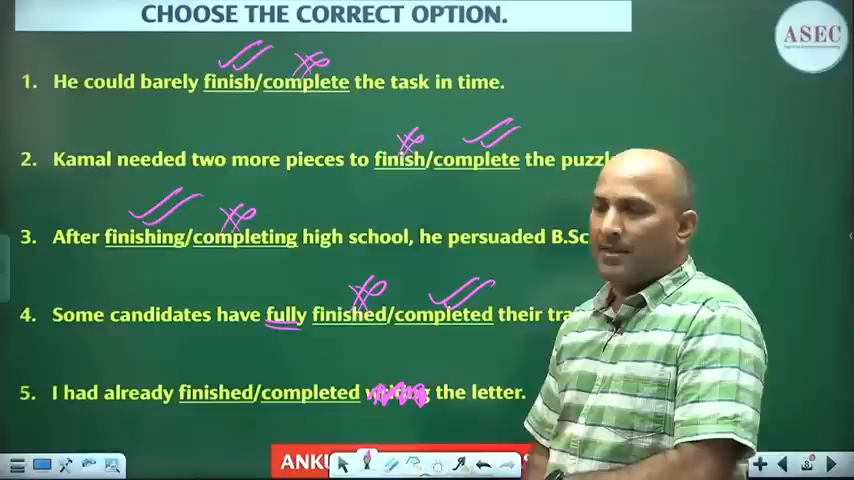 CHOOSE THE CORRECT OPTION.
ASEC
1. He could barely finish/complete the task in time.
2. Kamal needed two more pieces to finish/complete the puzzl
3. After finishing/completing high school, he persuaded B.Sc
4. Some candidates have fully finished/completed their tra
5. I had already finished/completed the letter.
ANKU